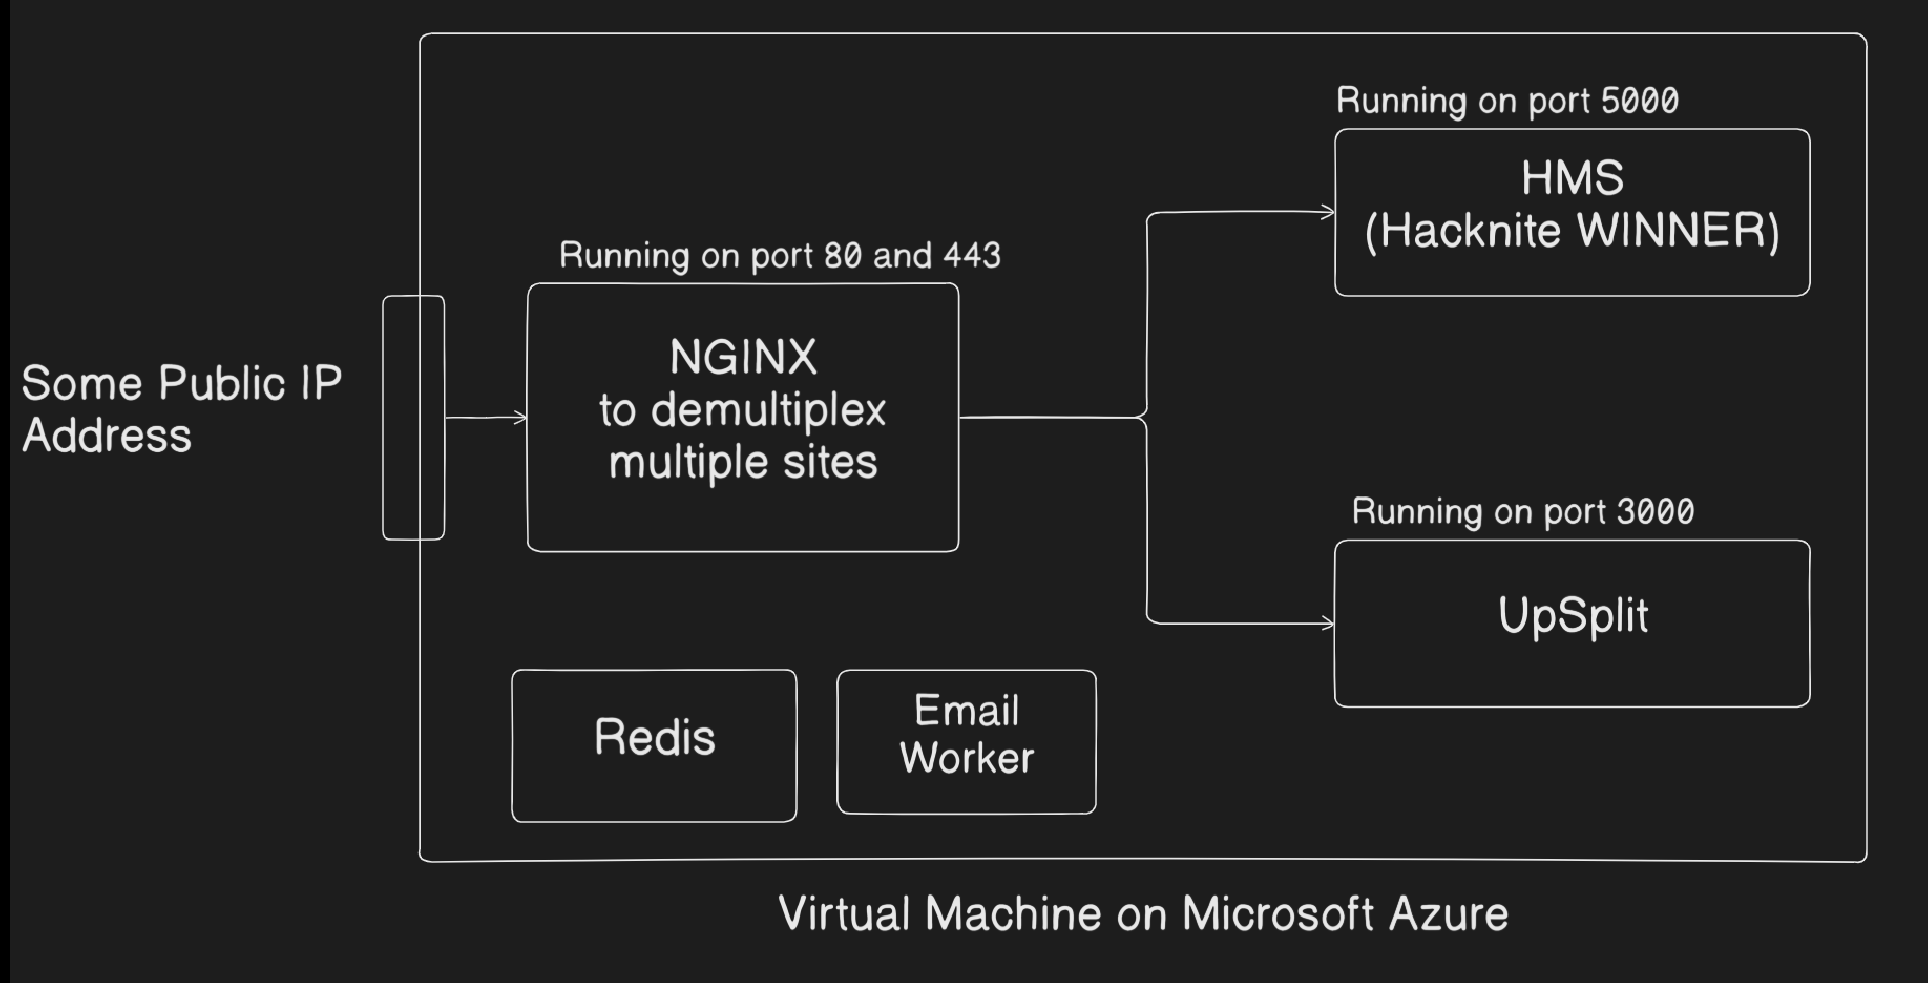 Running on port 5000
HMS
(Hacknite WINNER)
Running on port 80 and 443
NGINX
to demultiplex
multiple sites
Some Public IP
Address
Running on port 3000
UpSplit
Redis
Email
Worker
Virtual Machine on Microsoft Azure